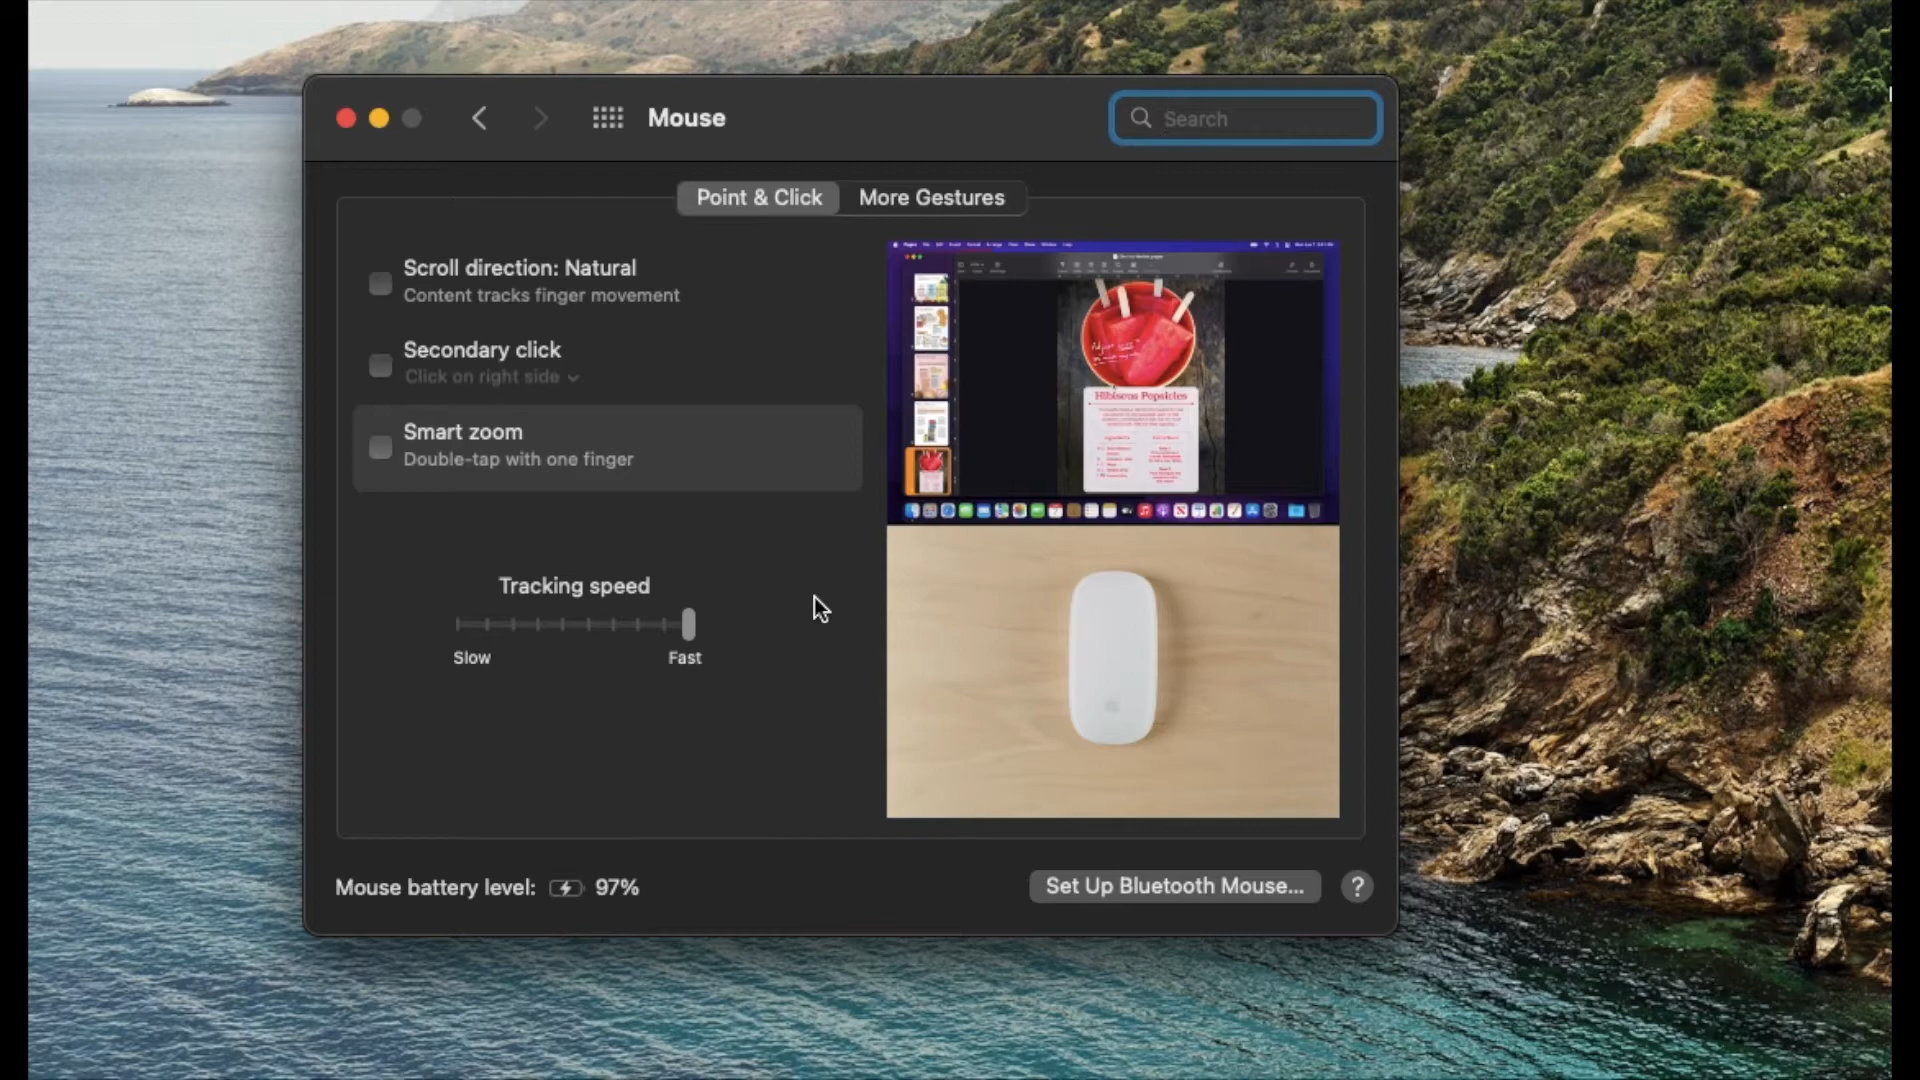 Mouse
Search
Point & Click
More Gestures
Scroll direction: Natural
Content tracks finger movement
Secondary click
Click on right side
Smart zoom
Double-tap with one finger
Tracking speed
Slow
Fast
Hibiscus Popsicles
Mouse battery level: 97%
Set Up Bluetooth Mouse...
?